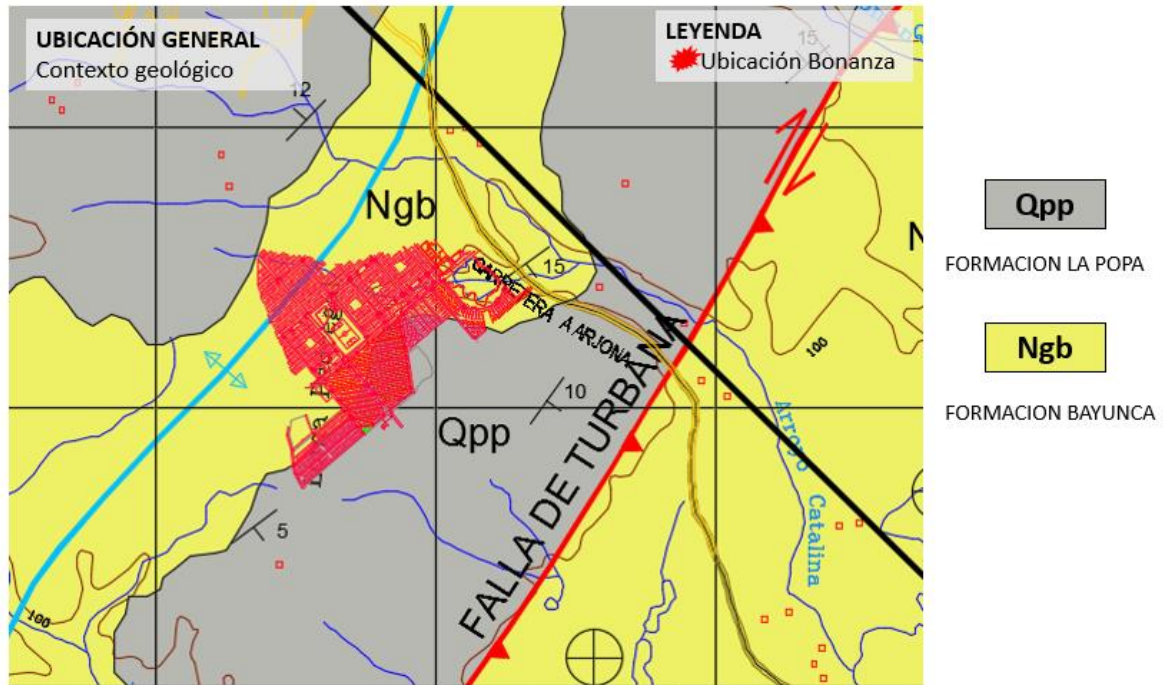 UBICACIÓN GENERAL
Contexto geológico
LEYENDA
Ubicación Bonanza
15
12
Ngb
N
15
CARRETERA A ARJONA
100
10
Qpp
FALLA DE TURBANA
Arroyo Catalina
5
100
Qpp
FORMACION LA POPA
Ngb
FORMACION BAYUNCA